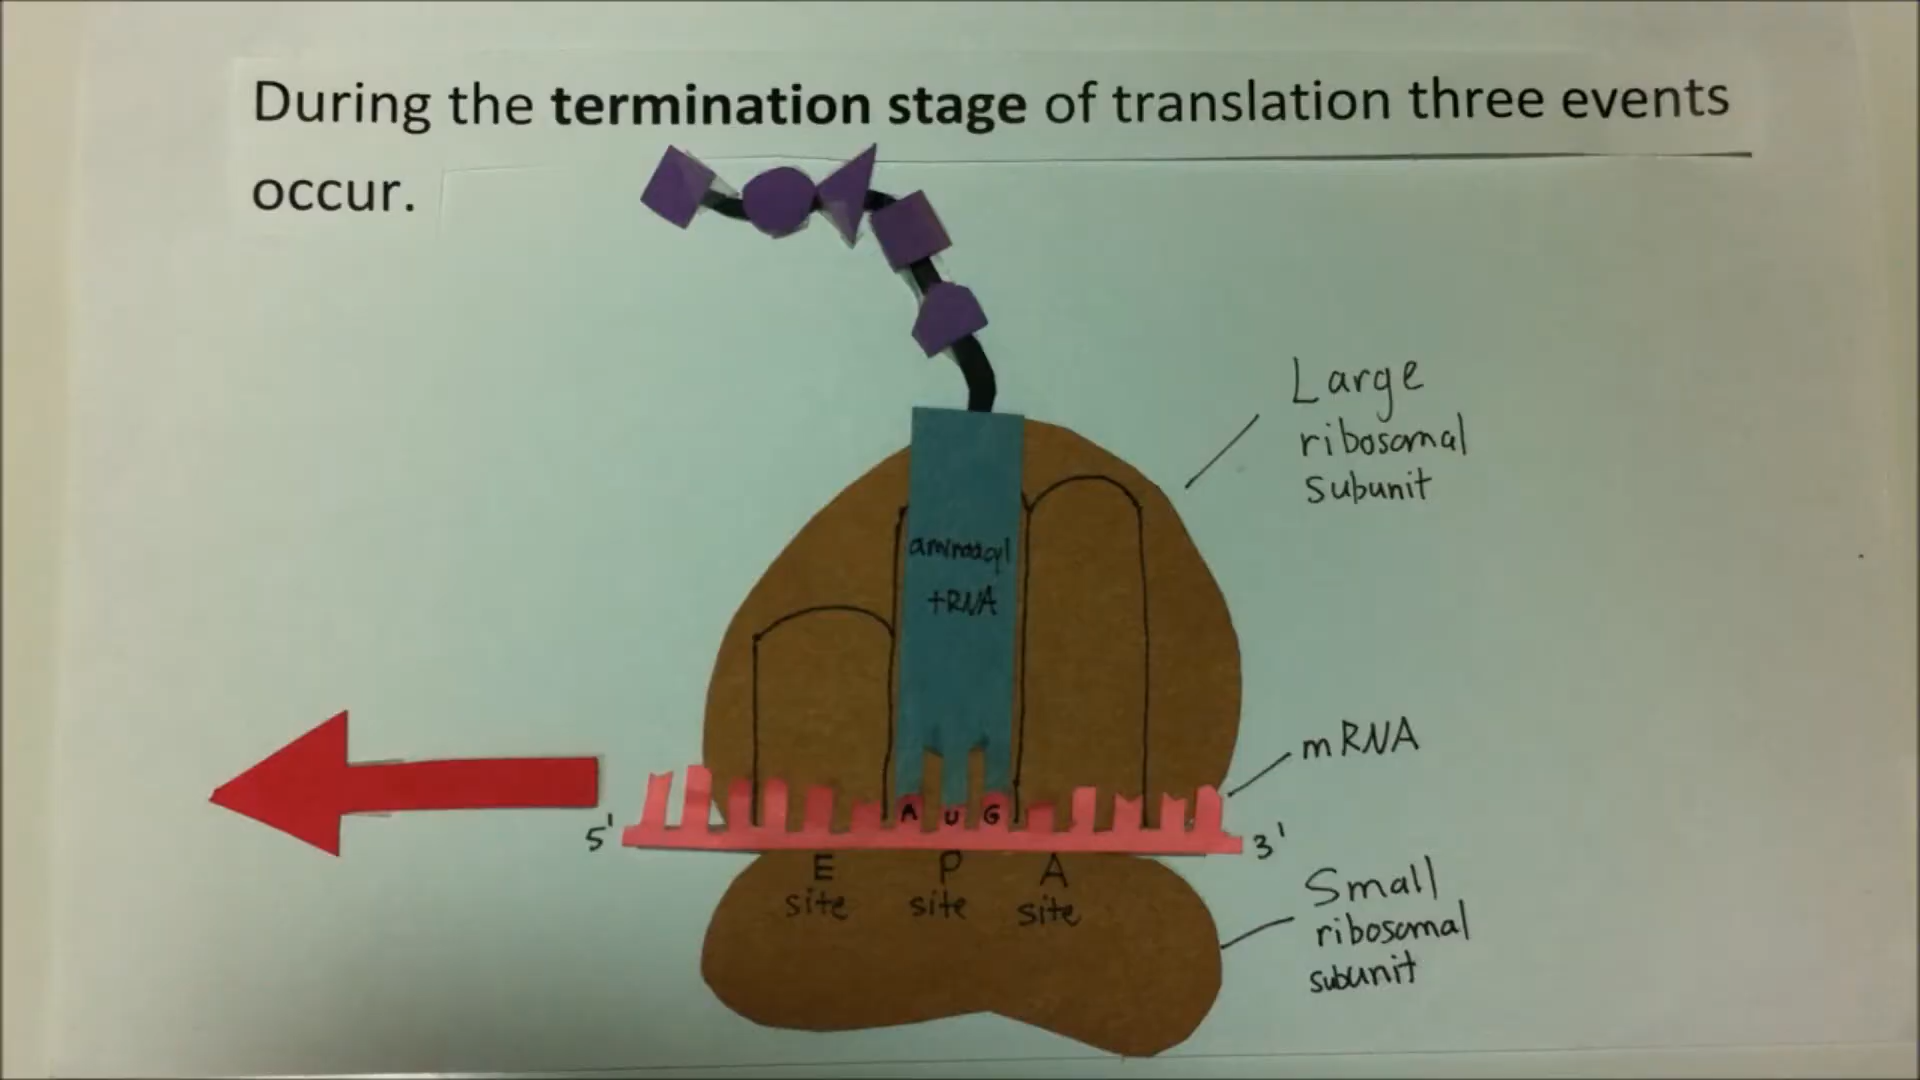 During the termination stage of translation three events
occur.
Large
ribosomal
subunit
aminoacyl
tRNA
mRNA
A U G
5'
3'
E
site
P
site
A
site
Small
ribosomal
subunit